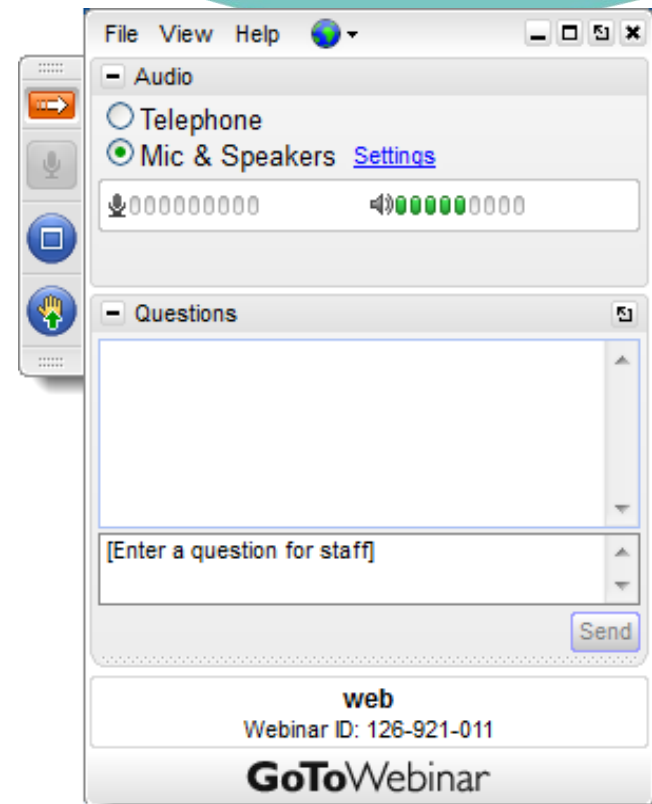 File View Help
Audio
Telephone
Mic & Speakers Settings
Questions
[Enter a question for staff]
Send
web
Webinar ID: 126-921-011
GoToWebinar